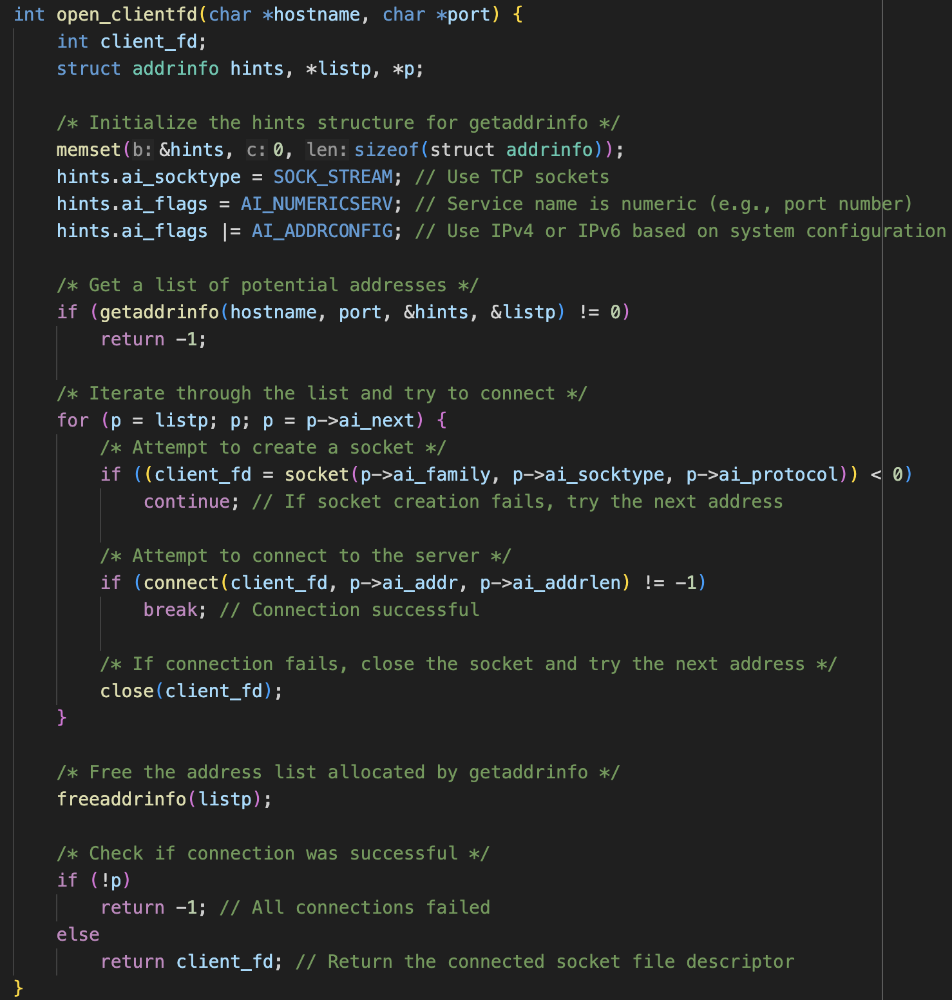 int open_clientfd(char *hostname, char *port) {
    int client_fd;
    struct addrinfo hints, *listp, *p;

    /* Initialize the hints structure for getaddrinfo */
    memset(b: &hints, c: 0, len: sizeof(struct addrinfo));
    hints.ai_socktype = SOCK_STREAM; // Use TCP sockets
    hints.ai_flags = AI_NUMERICSERV; // Service name is numeric (e.g., port number)
    hints.ai_flags |= AI_ADDRCONFIG; // Use IPv4 or IPv6 based on system configuration

    /* Get a list of potential addresses */
    if (getaddrinfo(hostname, port, &hints, &listp) != 0)
        return -1;

    /* Iterate through the list and try to connect */
    for (p = listp; p; p = p->ai_next) {
        /* Attempt to create a socket */
        if ((client_fd = socket(p->ai_family, p->ai_socktype, p->ai_protocol)) < 0)
            continue; // If socket creation fails, try the next address

        /* Attempt to connect to the server */
        if (connect(client_fd, p->ai_addr, p->ai_addrlen) != -1)
            break; // Connection successful

        /* If connection fails, close the socket and try the next address */
        close(client_fd);
    }

    /* Free the address list allocated by getaddrinfo */
    freeaddrinfo(listp);

    /* Check if connection was successful */
    if (!p)
        return -1; // All connections failed
    else
        return client_fd; // Return the connected socket file descriptor
}